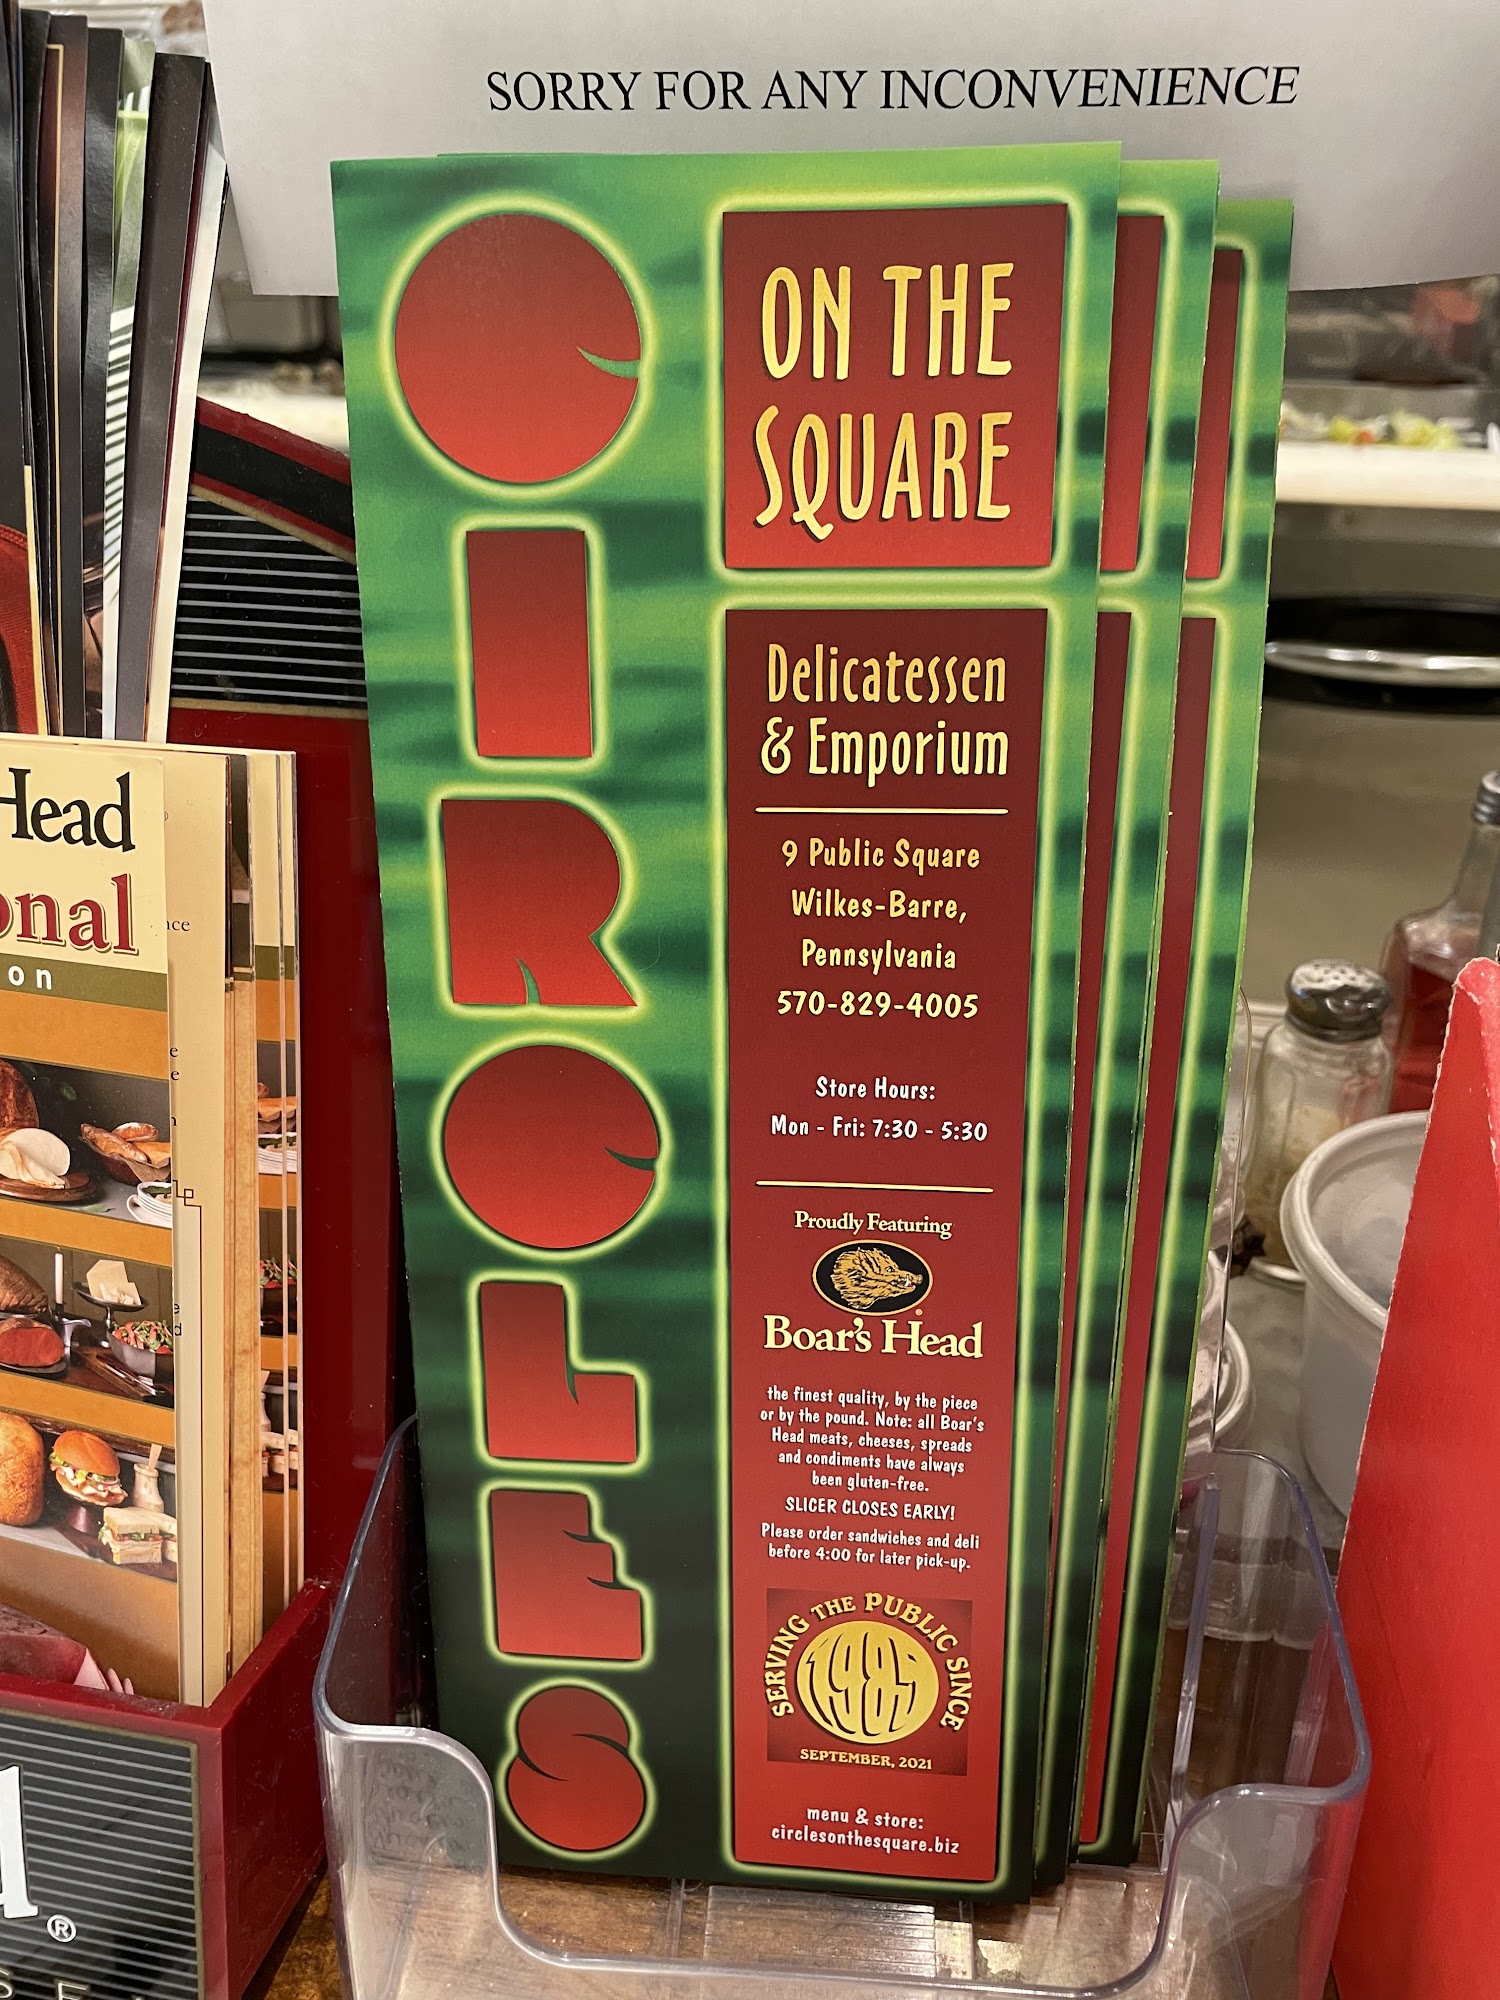 SORRY FOR ANY INCONVENIENCE
CIRCLES
ON THE
SQUARE
Delicatessen
& Emporium
9 Public Square
Wilkes-Barre,
Pennsylvania
570-829-4005
Store Hours:
Mon - Fri: 7:30 - 5:30
Proudly Featuring
Boar's Head®
the finest quality, by the piece
or by the pound. Note: all Boar's
Head meats, cheeses, spreads
and condiments have always
been gluten-free.
SLICER CLOSES EARLY!
Please order sandwiches and deli
before 4:00 for later pick-up.
SERVING THE PUBLIC SINCE
1985
SEPTEMBER, 2021
menu & store:
circlesonthesquare.biz
Head